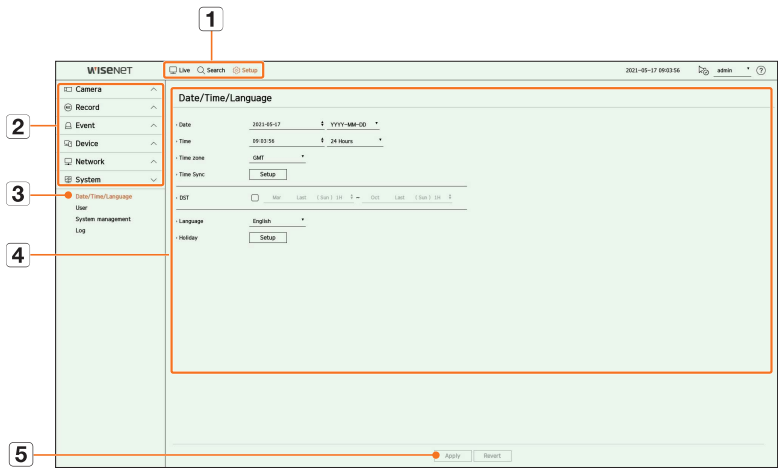 1
WISENET Live Search Setup 2021-05-17 09:03:56 admin ?
Camera
Record
2 Event
Device
Network
System
3 Date/Time/Language
User
System management
Log
Date/Time/Language
Date 2021-05-17 YYYY-MM-DD
Time 09:03:56 24 Hours
Time zone GMT
Time Sync Setup
DST Mar Last (Sun) 1H – Oct Last (Sun) 1H
Language English
Holiday Setup
4
5 Apply Revert